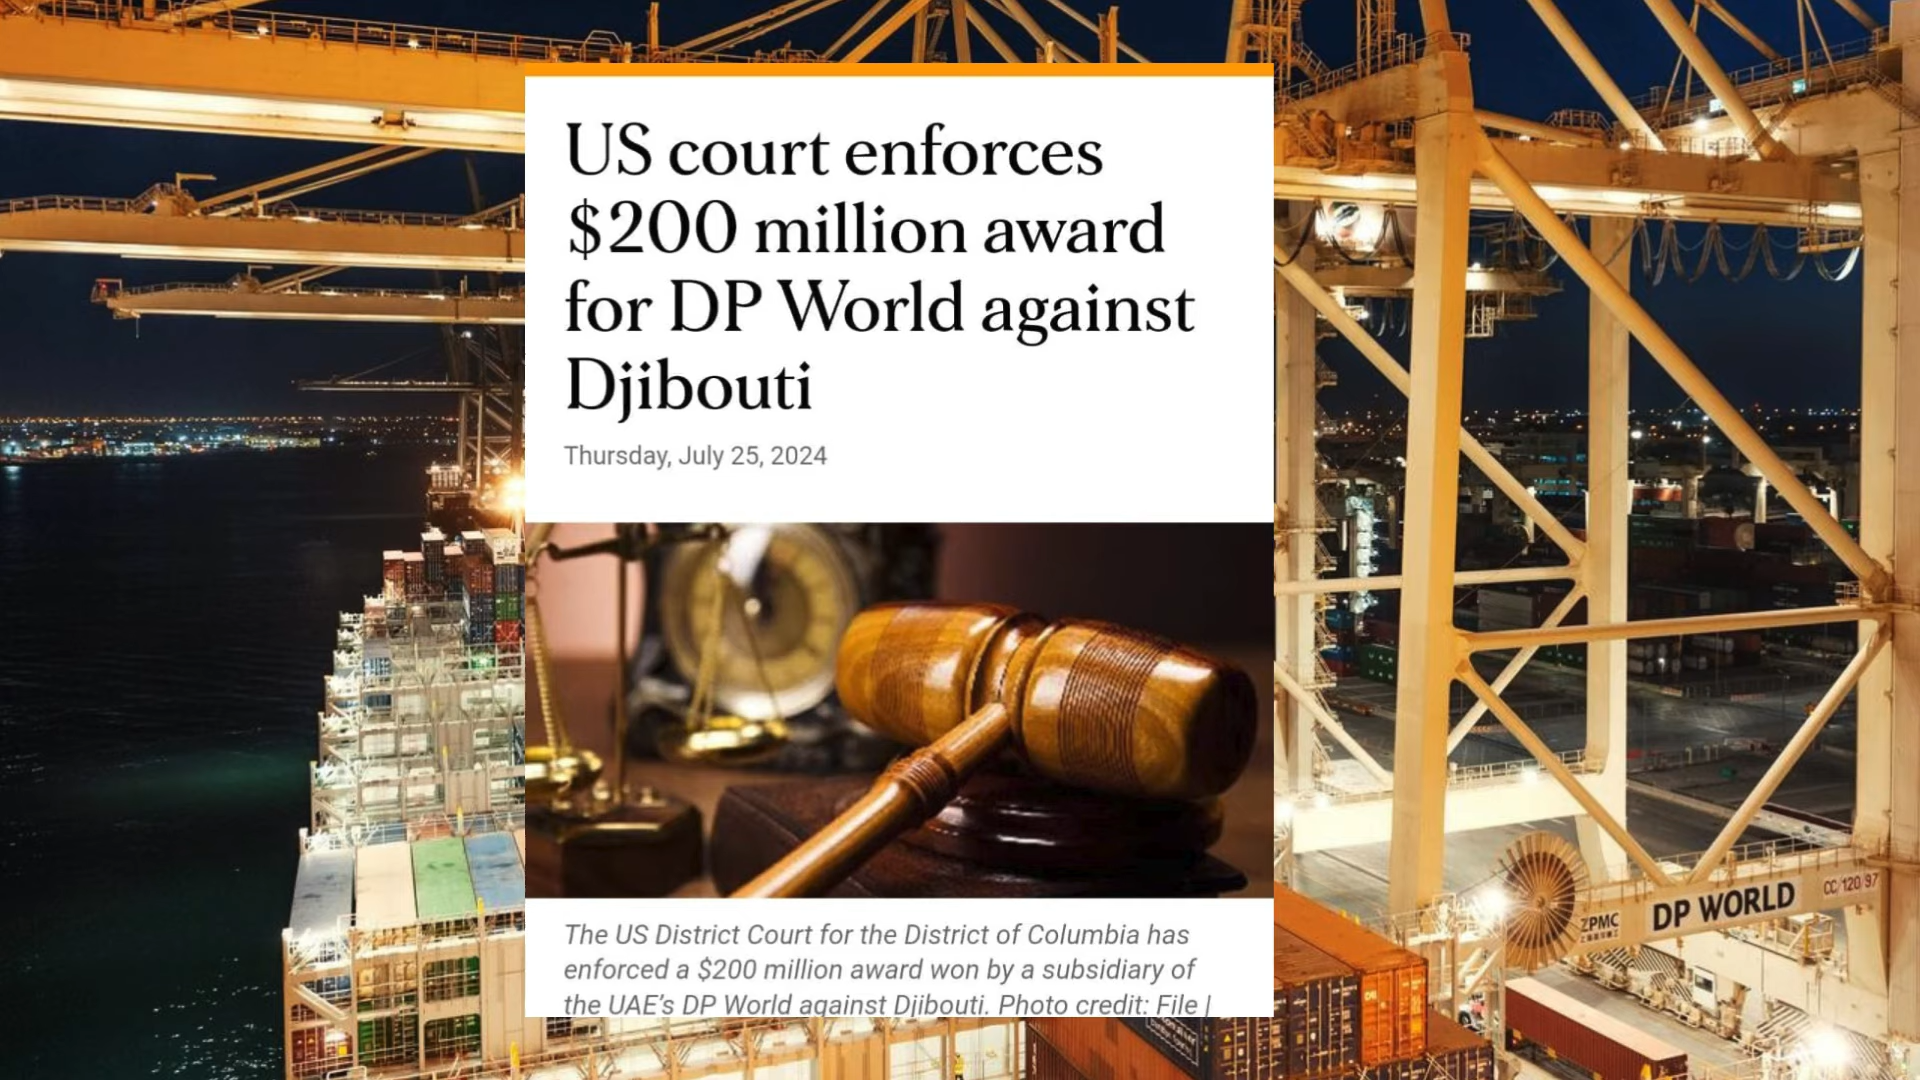 US court enforces
$200 million award
for DP World against
Djibouti
Thursday, July 25, 2024
The US District Court for the District of Columbia has
enforced a $200 million award won by a subsidiary of
the UAE’s DP World against Djibouti. Photo credit: File |
ZPMC
DP WORLD
CC/120/97